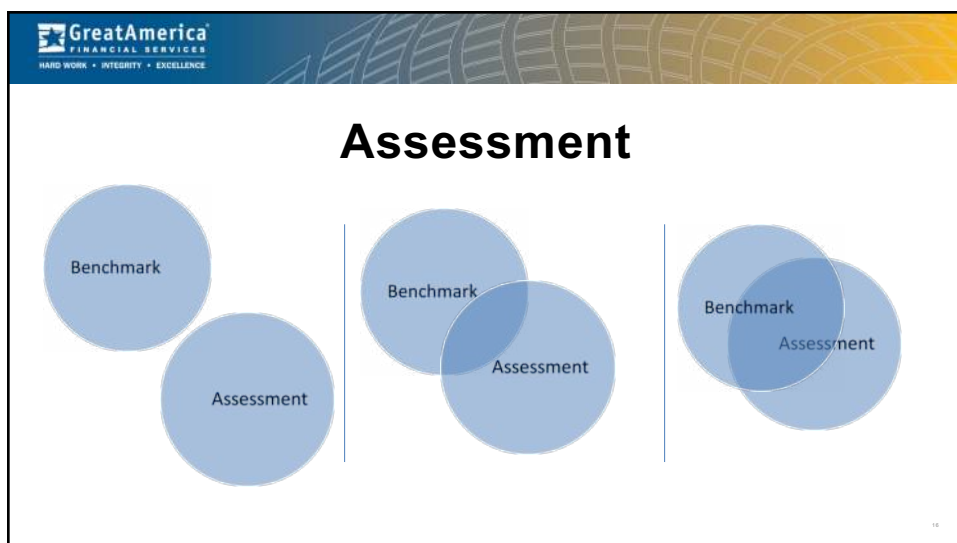 GreatAmerica
FINANCIAL SERVICES
HARD WORK • INTEGRITY • EXCELLENCE
Assessment
Benchmark
Assessment
Benchmark
Assessment
Benchmark
Assessment